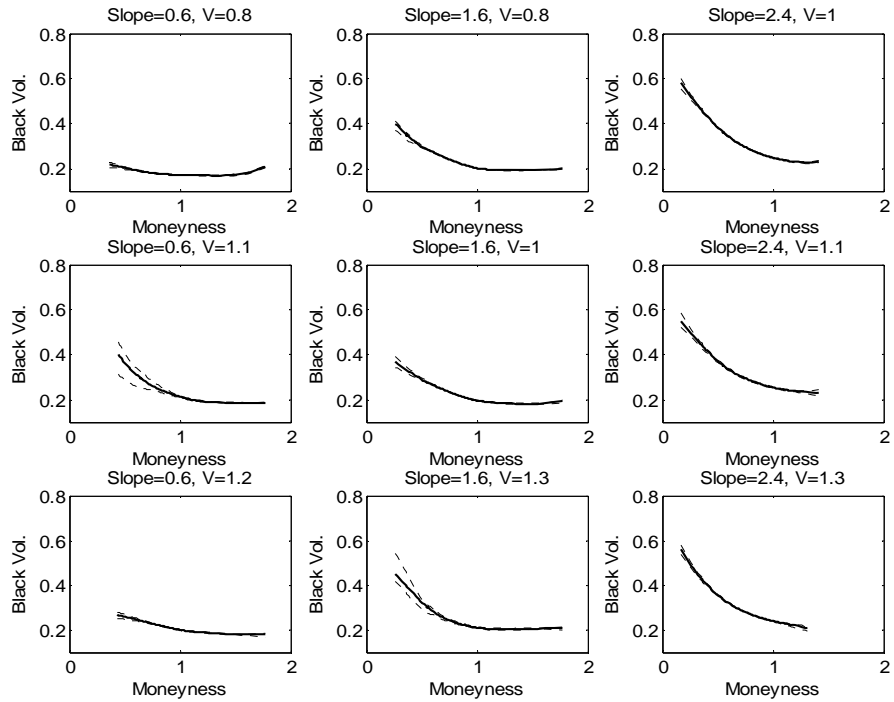 Slope=0.6, V=0.8
Slope=1.6, V=0.8
Slope=2.4, V=1
0.8
0.6
0.4
0.2
Black Vol.
0
1
2
Moneyness
0.8
0.6
0.4
0.2
Black Vol.
0
1
2
Moneyness
0.8
0.6
0.4
0.2
Black Vol.
0
1
2
Moneyness
Slope=0.6, V=1.1
Slope=1.6, V=1
Slope=2.4, V=1.1
0.8
0.6
0.4
0.2
Black Vol.
0
1
2
Moneyness
0.8
0.6
0.4
0.2
Black Vol.
0
1
2
Moneyness
0.8
0.6
0.4
0.2
Black Vol.
0
1
2
Moneyness
Slope=0.6, V=1.2
Slope=1.6, V=1.3
Slope=2.4, V=1.3
0.8
0.6
0.4
0.2
Black Vol.
0
1
2
Moneyness
0.8
0.6
0.4
0.2
Black Vol.
0
1
2
Moneyness
0.8
0.6
0.4
0.2
Black Vol.
0
1
2
Moneyness